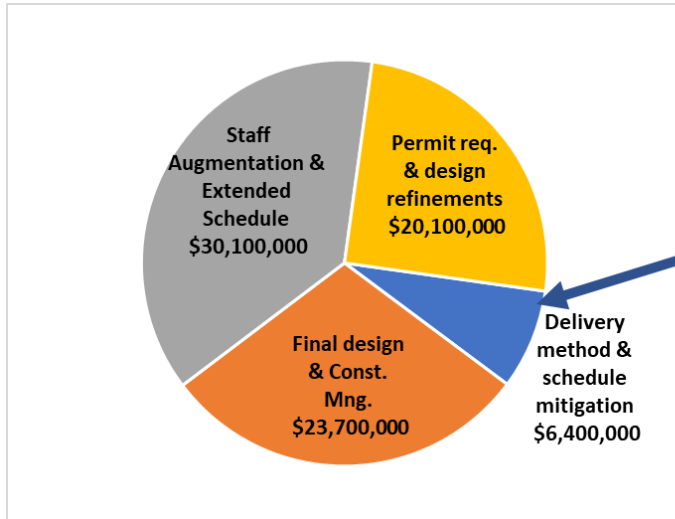 Staff
Augmentation &
Extended
Schedule
$30,100,000
Permit req.
& design
refinements
$20,100,000
Delivery
method &
schedule
mitigation
$6,400,000
Final design
& Const.
Mng.
$23,700,000